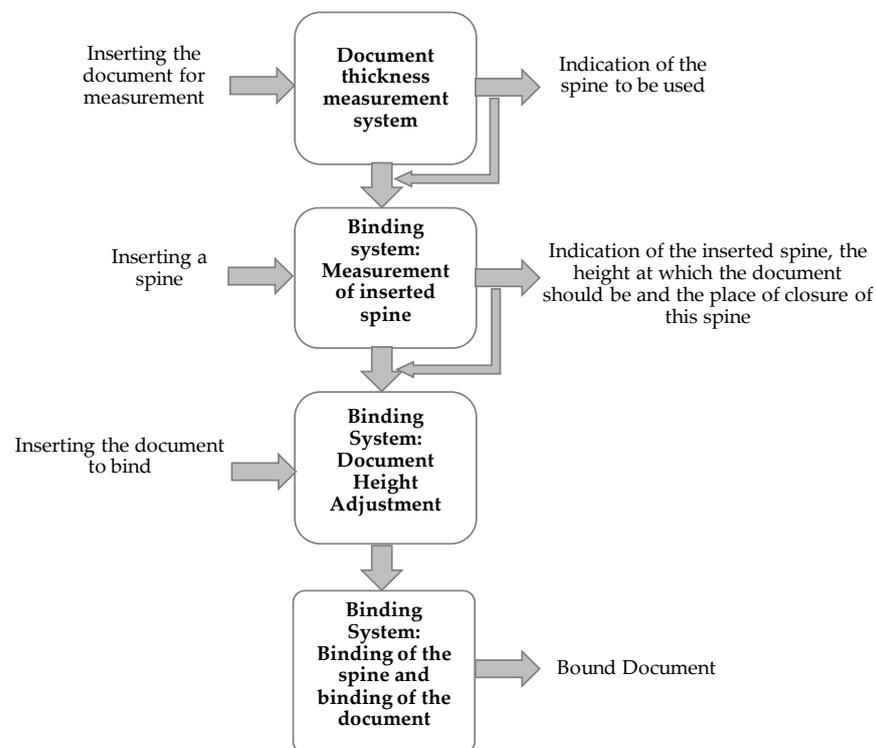 Inserting the
document for
measurement
Document
thickness
measurement
system
Indication of the
spine to be used
Inserting a
spine
Binding
system:
Measurement
of inserted
spine
Indication of the inserted spine, the
height at which the document
should be and the place of closure of
this spine
Inserting the document
to bind
Binding
System:
Document
Height
Adjustment
Binding
System:
Binding of the
spine and
binding of the
document
Bound Document